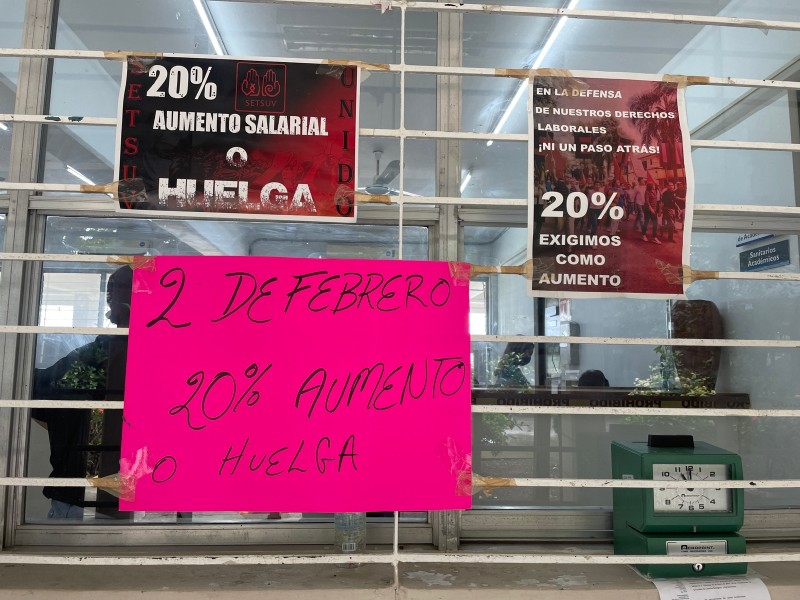 SETSUV
20%
SETSUV
AUMENTO SALARIAL
O
HUELGA
UNIDO
EN LA DEFENSA
DE NUESTROS DERECHOS
LABORALES
¡NI UN PASO ATRÁS!
20%
EXIGIMOS
COMO
AUMENTO
2 DE FEBRERO
20% AUMENTO
O HUELGA
Sanitarios
Académicos
PROHIBIDO